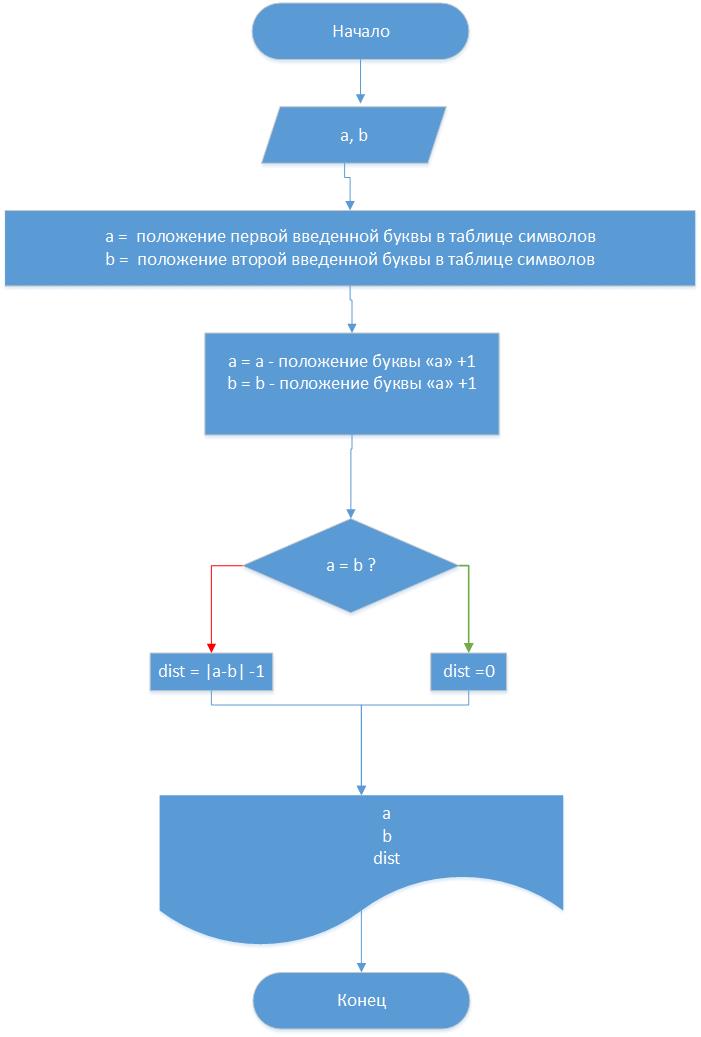 Начало
a, b
a =  положение первой введенной буквы в таблице символов
b =  положение второй введенной буквы в таблице символов
a = a - положение буквы «a» +1
b = b - положение буквы «a» +1
a = b ?
dist = |a-b| -1
dist =0
a
b
dist
Конец